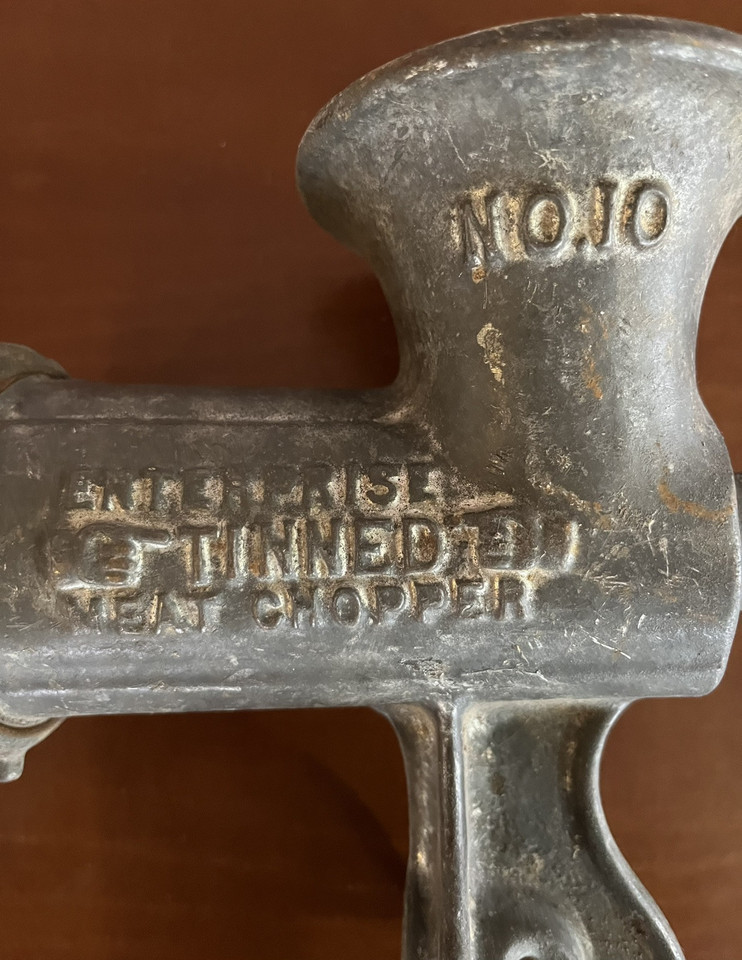 NO.10
ENTERPRISE
TINNED
MEAT CHOPPER